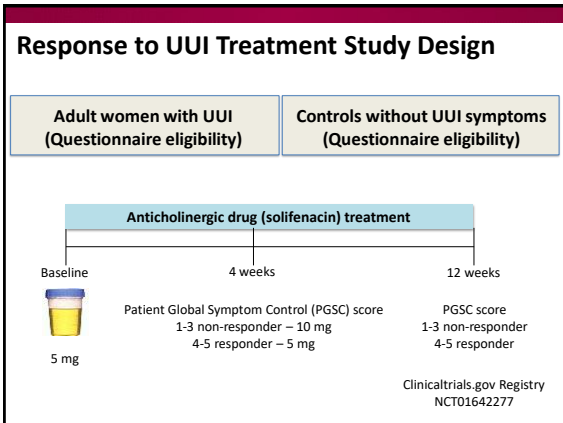 Response to UUI Treatment Study Design
Adult women with UUI
(Questionnaire eligibility)
Controls without UUI symptoms
(Questionnaire eligibility)
Anticholinergic drug (solifenacin) treatment
Baseline
4 weeks
12 weeks
5 mg
Patient Global Symptom Control (PGSC) score
1-3 non-responder – 10 mg
4-5 responder – 5 mg
PGSC score
1-3 non-responder
4-5 responder
Clinicaltrials.gov Registry
NCT01642277